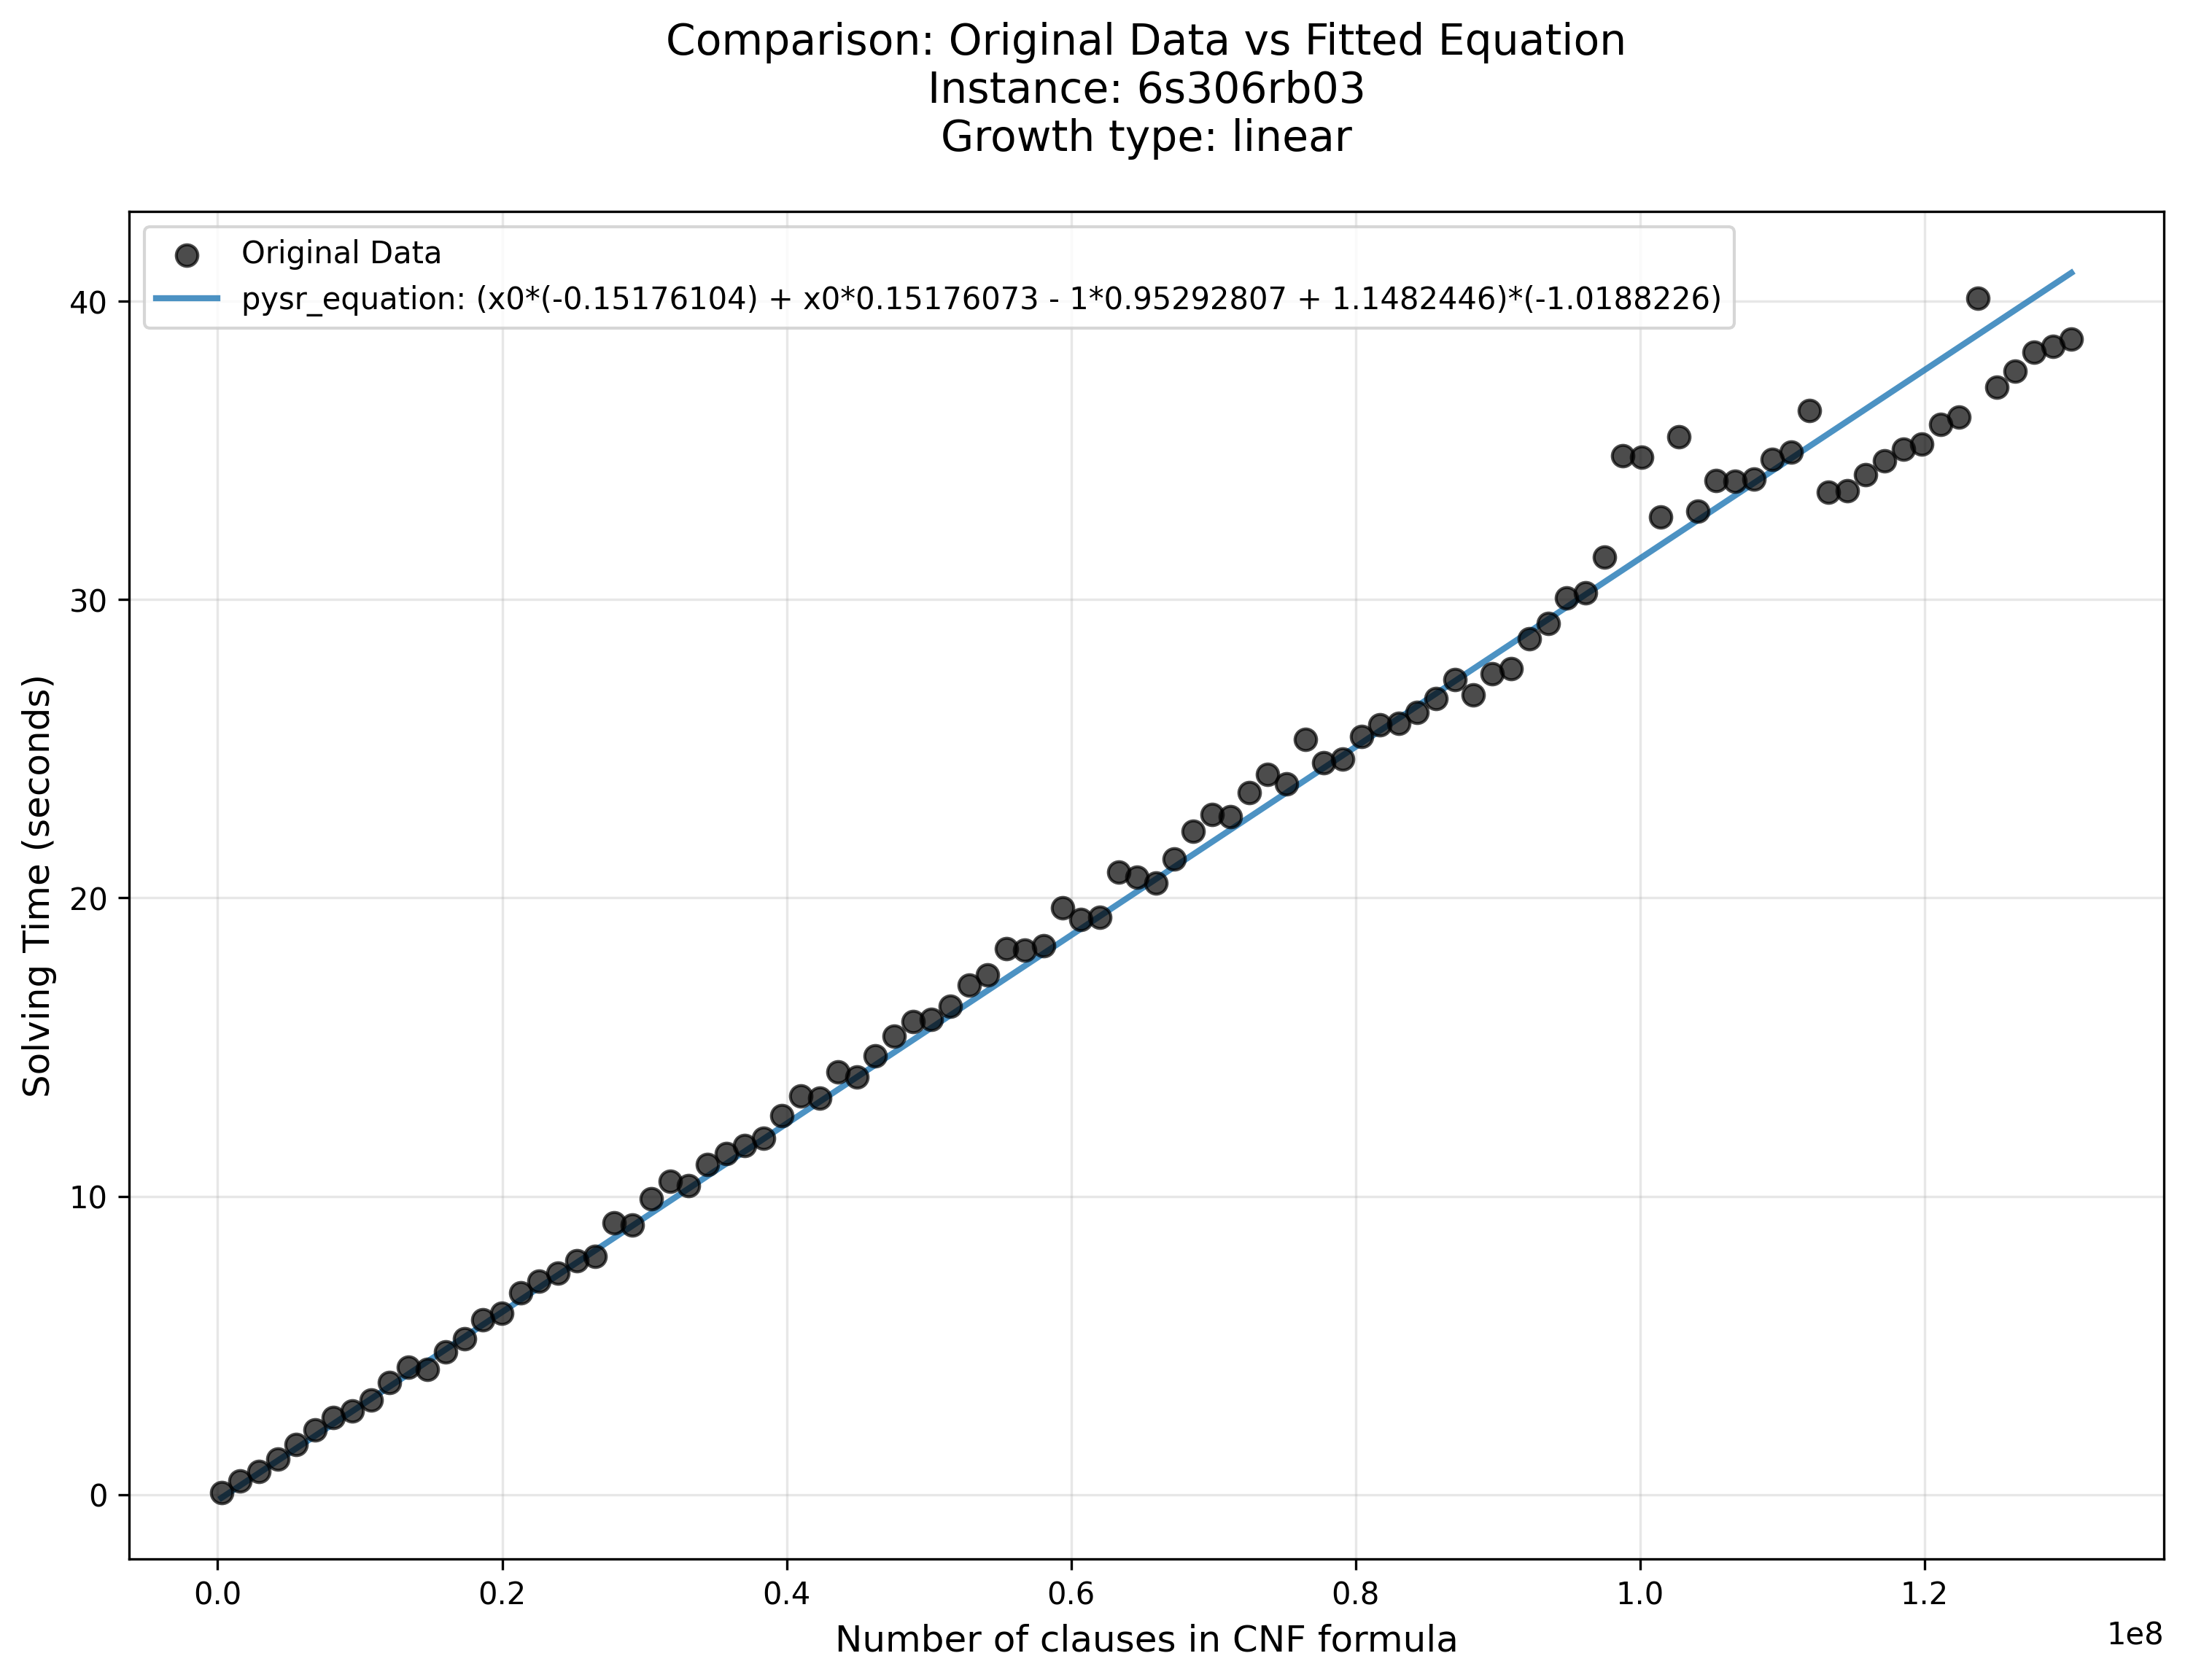 Comparison: Original Data vs Fitted Equation
Instance: 6s306rb03
Growth type: linear
Original Data
pysr_equation: (x0*(-0.15176104) + x0*0.15176073 - 1*0.95292807 + 1.1482446)*(-1.0188226)
40
30
20
10
0
Solving Time (seconds)
0.0 0.2 0.4 0.6 0.8 1.0 1.2
1e8
Number of clauses in CNF formula